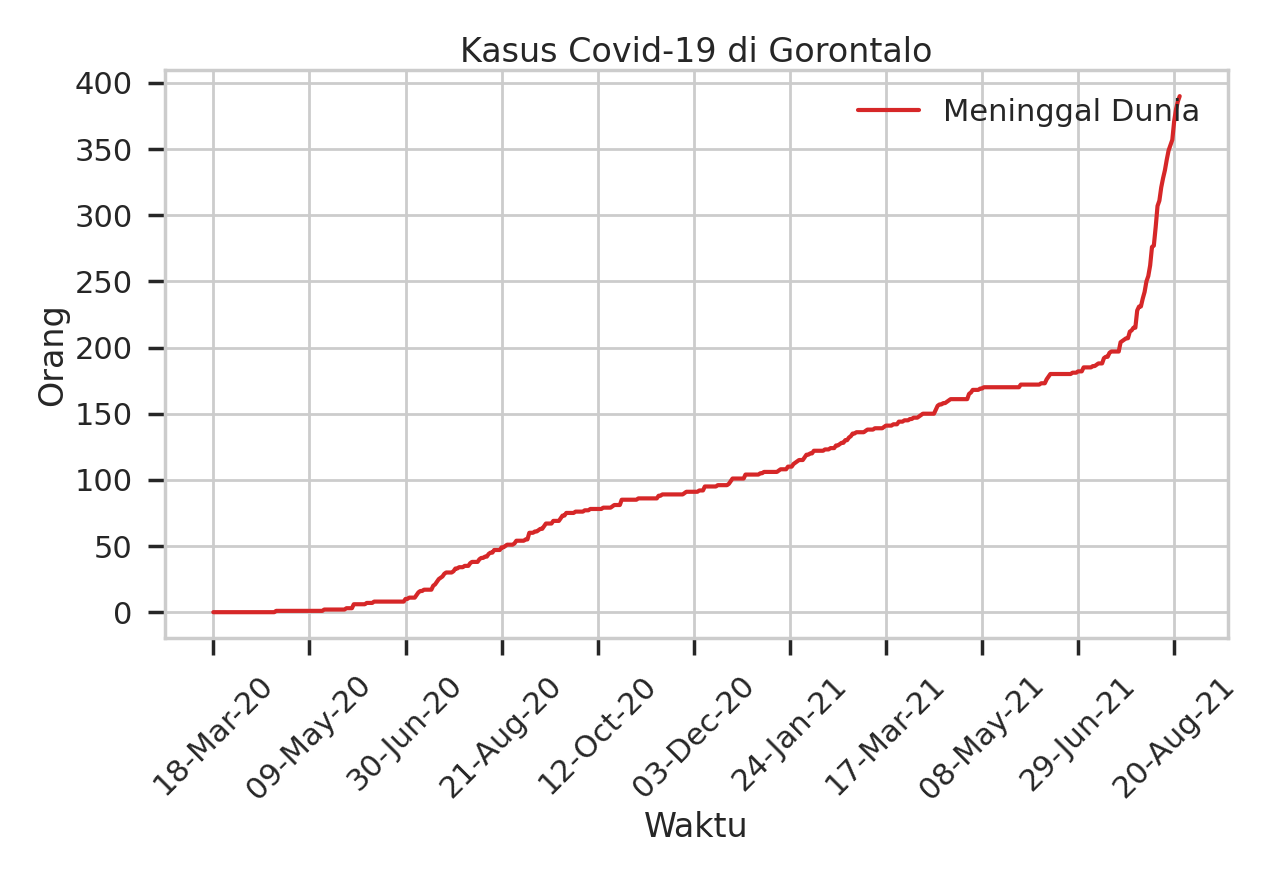 Kasus Covid-19 di Gorontalo
Meninggal Dunia
400
350
300
250
200
150
100
50
0
Orang
18-Mar-20
09-May-20
30-Jun-20
21-Aug-20
12-Oct-20
03-Dec-20
24-Jan-21
17-Mar-21
08-May-21
29-Jun-21
20-Aug-21
Waktu